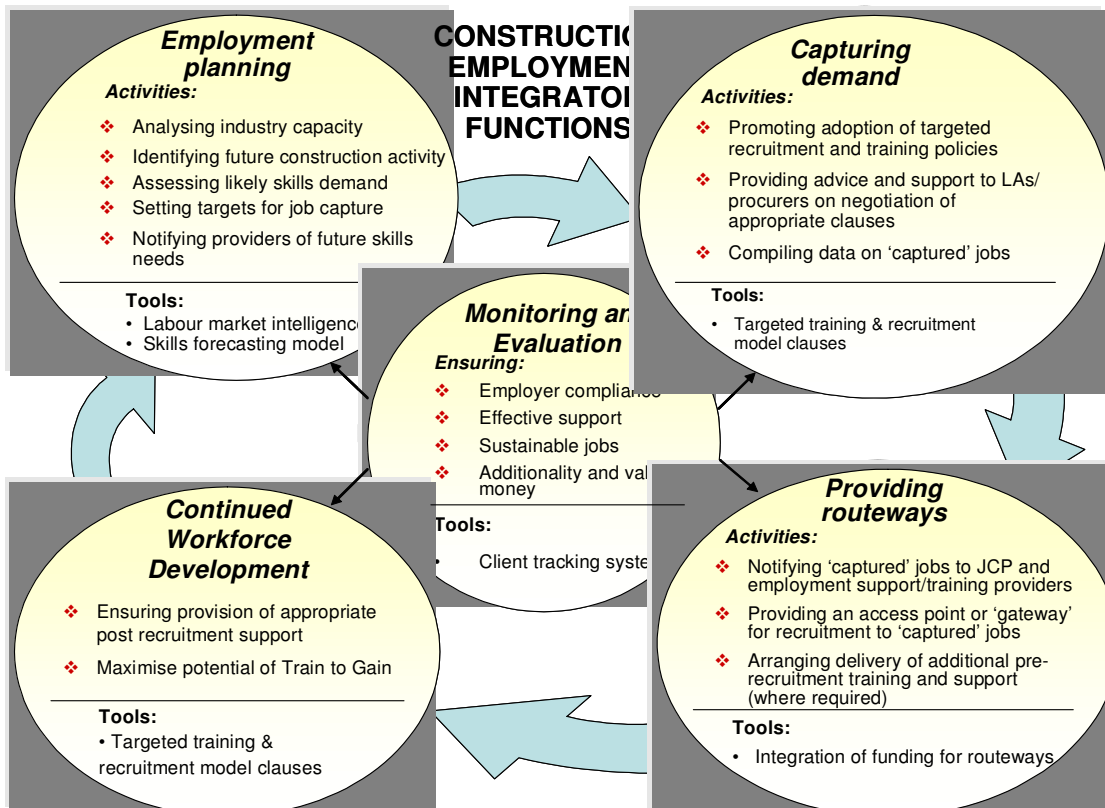 CONSTRUCTIO
EMPLOYMEN
INTEGRATO
FUNCTIONS
Employment
planning
Activities:
❖ Analysing industry capacity
❖ Identifying future construction activity
❖ Assessing likely skills demand
❖ Setting targets for job capture
❖ Notifying providers of future skills
needs
Tools:
• Labour market intelligence
• Skills forecasting model
Capturing
demand
Activities:
❖ Promoting adoption of targeted
recruitment and training policies
❖ Providing advice and support to LAs/
procurers on negotiation of
appropriate clauses
❖ Compiling data on ‘captured’ jobs
Tools:
• Targeted training & recruitment
model clauses
Monitoring an
Evaluation
Ensuring:
❖ Employer compliance
❖ Effective support
❖ Sustainable jobs
❖ Additionality and val
money
Tools:
• Client tracking syste
Continued
Workforce
Development
❖ Ensuring provision of appropriate
post recruitment support
❖ Maximise potential of Train to Gain
Tools:
• Targeted training &
recruitment model clauses
Providing
routeways
Activities:
❖ Notifying ‘captured’ jobs to JCP and
employment support/training providers
❖ Providing an access point or ‘gateway’
for recruitment to ‘captured’ jobs
❖ Arranging delivery of additional pre-
recruitment training and support
(where required)
Tools:
• Integration of funding for routeways